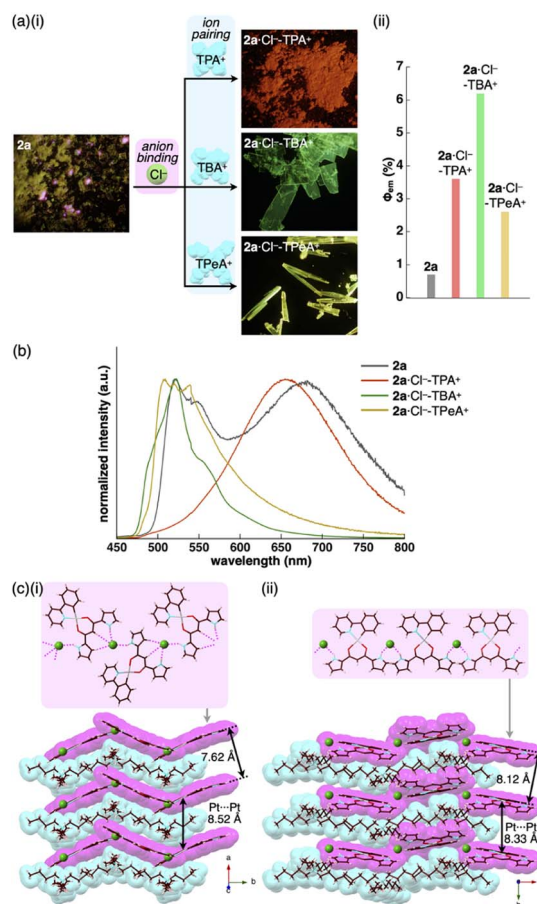 (a)(i)
ion
pairing
TPA⁺
2a·Cl⁻-TPA⁺
(ii)
2a
anion
binding
Cl⁻
TBA⁺
2a·Cl⁻-TBA⁺
TPeA⁺
2a·Cl⁻-TPeA⁺
7
6
5
4
3
2
1
0
Φem (%)
2a
2a·Cl⁻
-TPA⁺
2a·Cl⁻
-TBA⁺
2a·Cl⁻
-TPeA⁺
(b)
normalized intensity (a.u.)
2a
2a·Cl⁻-TPA⁺
2a·Cl⁻-TBA⁺
2a·Cl⁻-TPeA⁺
450 500 550 600 650 700 750 800
wavelength (nm)
(c)(i)
(ii)
7.62 Å
Pt···Pt
8.52 Å
a
b
c
8.12 Å
Pt···Pt
8.33 Å